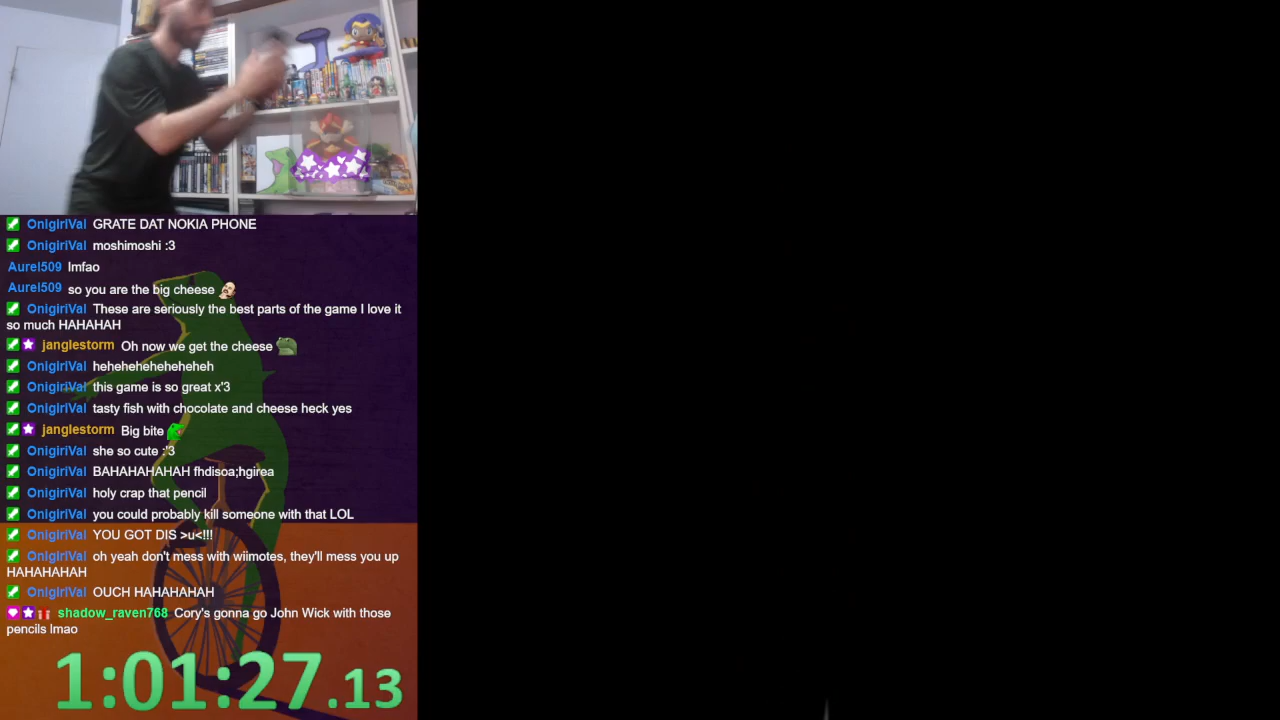 OnigiriVal GRATE DAT NOKIA PHONE
OnigiriVal moshimoshi :3
Aurel509 lmfao
Aurel509 so you are the big cheese
OnigiriVal These are seriously the best parts of the game I love it
so much HAHAHAH
janglestorm Oh now we get the cheese
OnigiriVal heheheheheheheh
OnigiriVal this game is so great x'3
OnigiriVal tasty fish with chocolate and cheese heck yes
janglestorm Big bite
OnigiriVal she so cute :'3
OnigiriVal BAHAHAHAHAH fhdisoa;hgirea
OnigiriVal holy crap that pencil
OnigiriVal you could probably kill someone with that LOL
OnigiriVal YOU GOT DIS >u<!!!
OnigiriVal oh yeah don't mess with wiimotes, they'll mess you up
HAHAHAHAH
OnigiriVal OUCH HAHAHAHAH
shadow_raven768 Cory's gonna go John Wick with those
pencils lmao
1:01:27.13